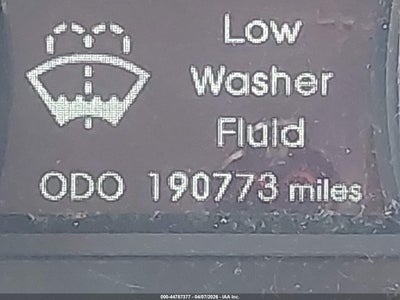 Low
Washer
Fluid
ODO 190773 miles
000-44787377 - 04/07/2026 - IAA Inc.